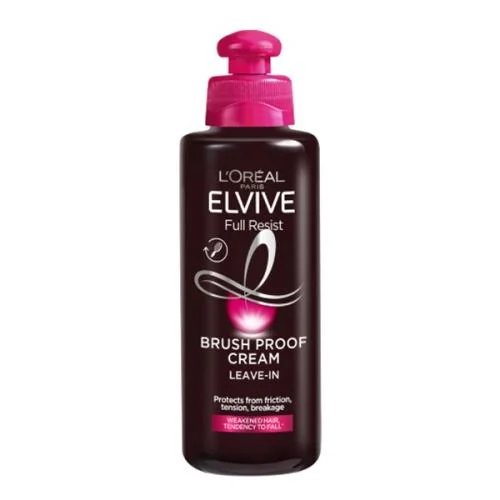 L'ORÉAL
PARIS
ELVIVE
Full Resist
BRUSH PROOF
CREAM
LEAVE-IN
Protects from friction,
tension, breakage
WEAKENED HAIR,
TENDENCY TO FALL*